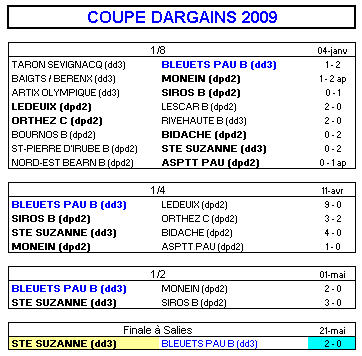 COUPE DARGAINS 2009
1/8 04-janv
TARON SEVIGNACQ (dd3) BLEUETS PAU B (dd3) 1 - 2
BAIGTS / BERENX (dd3) MONEIN (dpd2) 1 - 2 ap
ARTIX OLYMPIQUE (dd3) SIROS B (dpd2) 0 - 1
LEDEUIX (dpd2) LESCAR B (dpd2) 2 - 0
ORTHEZ C (dpd2) RIVEHAUTE B (dd3) 2 - 0
BOURNOS B (dpd2) BIDACHE (dpd2) 0 - 2
ST-PIERRE D'IRUBE B (dpd2) STE SUZANNE (dd3) 0 - 2
NORD-EST BEARN B (dpd2) ASPTT PAU (dpd2) 0 - 1 ap
1/4 11-avr
BLEUETS PAU B (dd3) LEDEUIX (dpd2) 9 - 0
SIROS B (dpd2) ORTHEZ C (dpd2) 3 - 2
STE SUZANNE (dd3) BIDACHE (dpd2) 4 - 0
MONEIN (dpd2) ASPTT PAU (dpd2) 1 - 0
1/2 01-mai
BLEUETS PAU B (dd3) MONEIN (dpd2) 2 - 0
STE SUZANNE (dd3) SIROS B (dpd2) 3 - 0
Finale à Salies 21-mai
STE SUZANNE (dd3) BLEUETS PAU B (dd3) 2 - 0